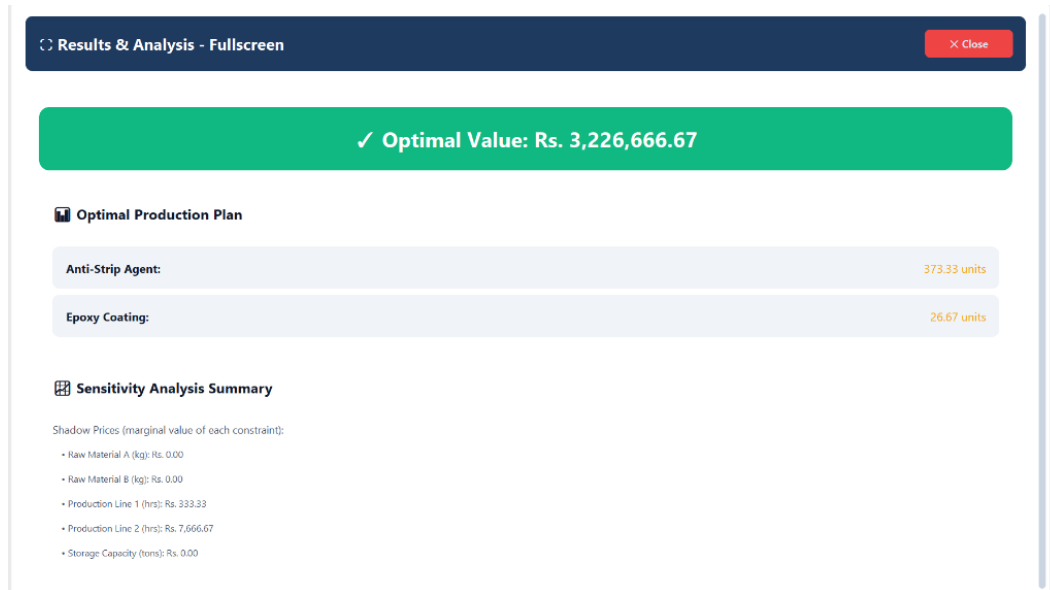 Results & Analysis - Fullscreen
✕ Close
✓ Optimal Value: Rs. 3,226,666.67
Optimal Production Plan
Anti-Strip Agent: 373.33 units
Epoxy Coating: 26.67 units
Sensitivity Analysis Summary
Shadow Prices (marginal value of each constraint):
• Raw Material A (kg): Rs. 0.00
• Raw Material B (kg): Rs. 0.00
• Production Line 1 (hrs): Rs. 333.33
• Production Line 2 (hrs): Rs. 7,666.67
• Storage Capacity (tons): Rs. 0.00